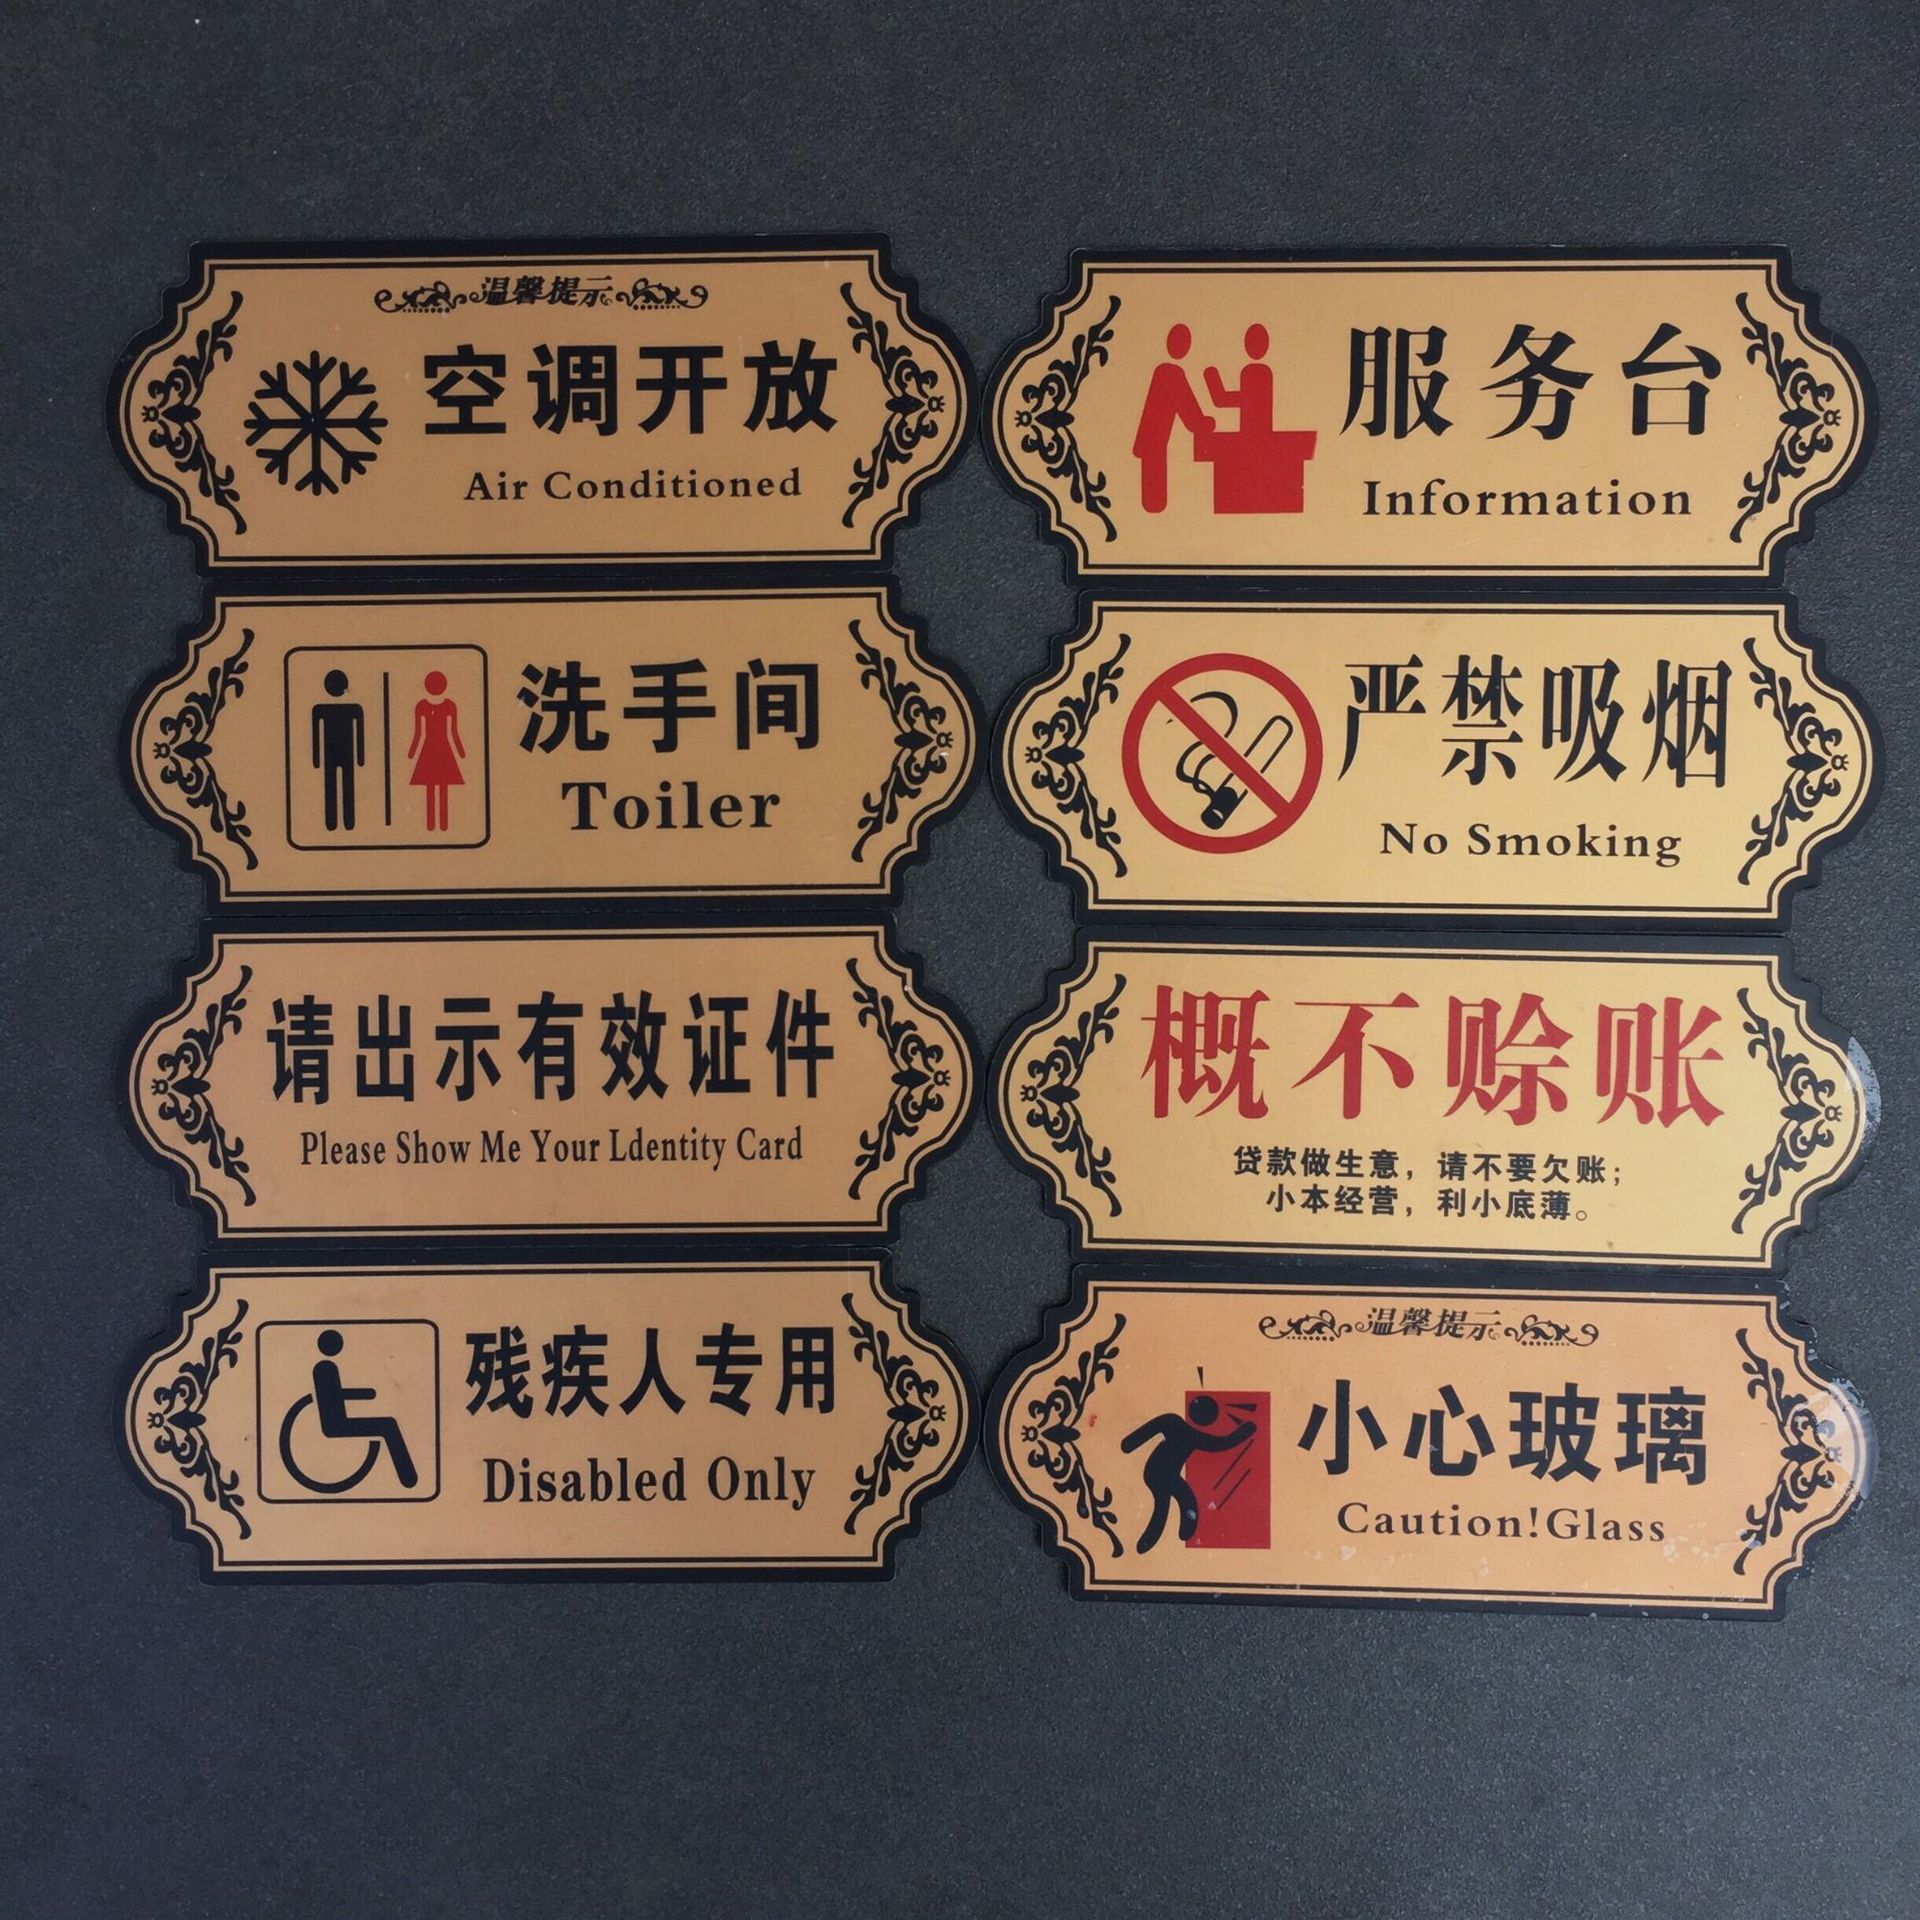 温馨提示
空调开放
Air Conditioned
洗手间
Toiler
请出示有效证件
Please Show Me Your Ldentity Card
残疾人专用
Disabled Only
服务台
Information
严禁吸烟
No Smoking
概不赊账
贷款做生意，请不要欠账；
小本经营，利小底薄。
温馨提示
小心玻璃
Caution!Glass